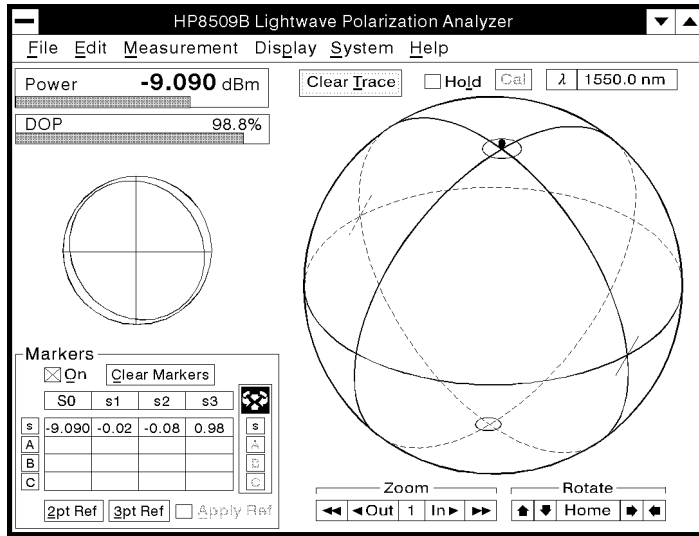 HP8509B Lightwave Polarization Analyzer
File Edit Measurement Display System Help
Power -9.090 dBm
Clear Trace Hold Cal λ 1550.0 nm
DOP 98.8%
Markers
On Clear Markers
S0 s1 s2 s3
s -9.090 -0.02 -0.08 0.98 s
A A
B B
C C
2pt Ref 3pt Ref Apply Ref
Zoom
Out 1 In
Rotate
Home